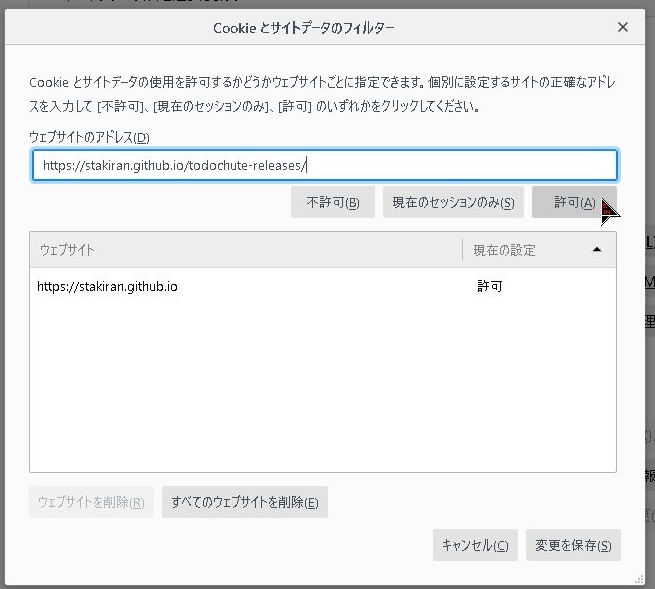 Cookie とサイトデータのフィルター
Cookie とサイトデータの使用を許可するかどうかウェブサイトごとに指定できます。個別に設定するサイトの正確なアドレ
スを入力して [不許可]、[現在のセッションのみ]、[許可] のいずれかをクリックしてください。
ウェブサイトのアドレス(D)
https://stakiran.github.io/todochute-releases/
不許可(B) 現在のセッションのみ(S) 許可(A)
ウェブサイト 現在の設定
https://stakiran.github.io 許可
ウェブサイトを削除(R) すべてのウェブサイトを削除(E)
キャンセル(C) 変更を保存(S)